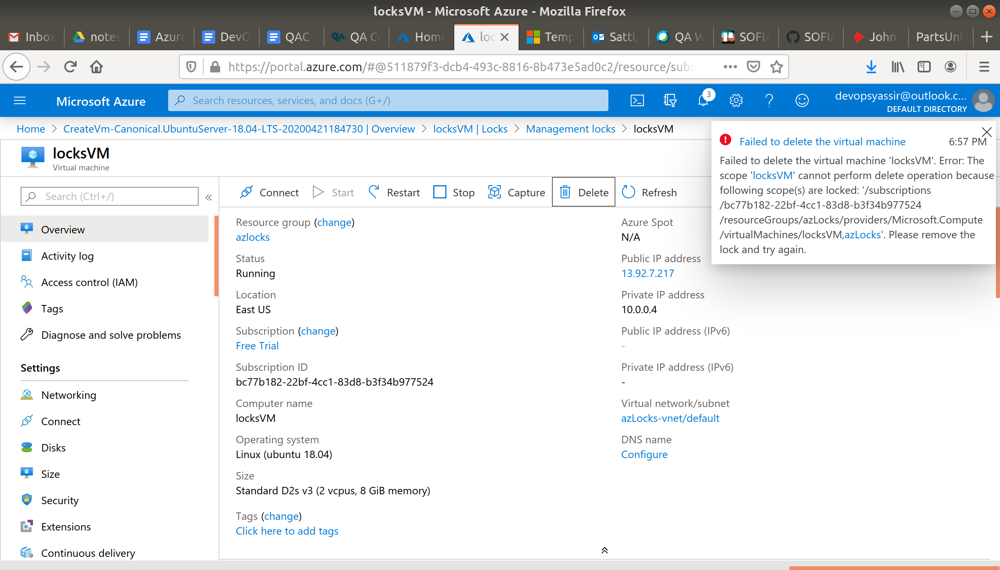 locksVM - Microsoft Azure - Mozilla Firefox
Inbox
notes
Azure
DevO
QAC -
QA Co
Home
loc
Temp
Satti,
QA W
SOFIA
SOFIA
John
PartsUnl
https://portal.azure.com/#@511879f3-dcb4-493c-8816-8b473e5ad0c2/resource/subs
Microsoft Azure
Search resources, services, and docs (G+/)
3
devopsyassir@outlook.c...
DEFAULT DIRECTORY
Home > CreateVm-Canonical.UbuntuServer-18.04-LTS-20200421184730 | Overview > locksVM | Locks > Management locks > locksVM
locksVM
Virtual machine
Failed to delete the virtual machine 6:57 PM
Failed to delete the virtual machine 'locksVM'. Error: The
scope 'locksVM' cannot perform delete operation because
following scope(s) are locked: '/subscriptions
/bc77b182-22bf-4cc1-83d8-b3f34b977524
/resourceGroups/azLocks/providers/Microsoft.Compute
/virtualMachines/locksVM,azLocks'. Please remove the
lock and try again.
Search (Ctrl+/)
«
Overview
Activity log
Access control (IAM)
Tags
Diagnose and solve problems
Settings
Networking
Connect
Disks
Size
Security
Extensions
Continuous delivery
Connect Start Restart Stop Capture Delete Refresh
Resource group (change)
azlocks
Status
Running
Location
East US
Subscription (change)
Free Trial
Subscription ID
bc77b182-22bf-4cc1-83d8-b3f34b977524
Computer name
locksVM
Operating system
Linux (ubuntu 18.04)
Size
Standard D2s v3 (2 vcpus, 8 GiB memory)
Tags (change)
Click here to add tags
Azure Spot
N/A
Public IP address
13.92.7.217
Private IP address
10.0.0.4
Public IP address (IPv6)
-
Private IP address (IPv6)
-
Virtual network/subnet
azLocks-vnet/default
DNS name
Configure